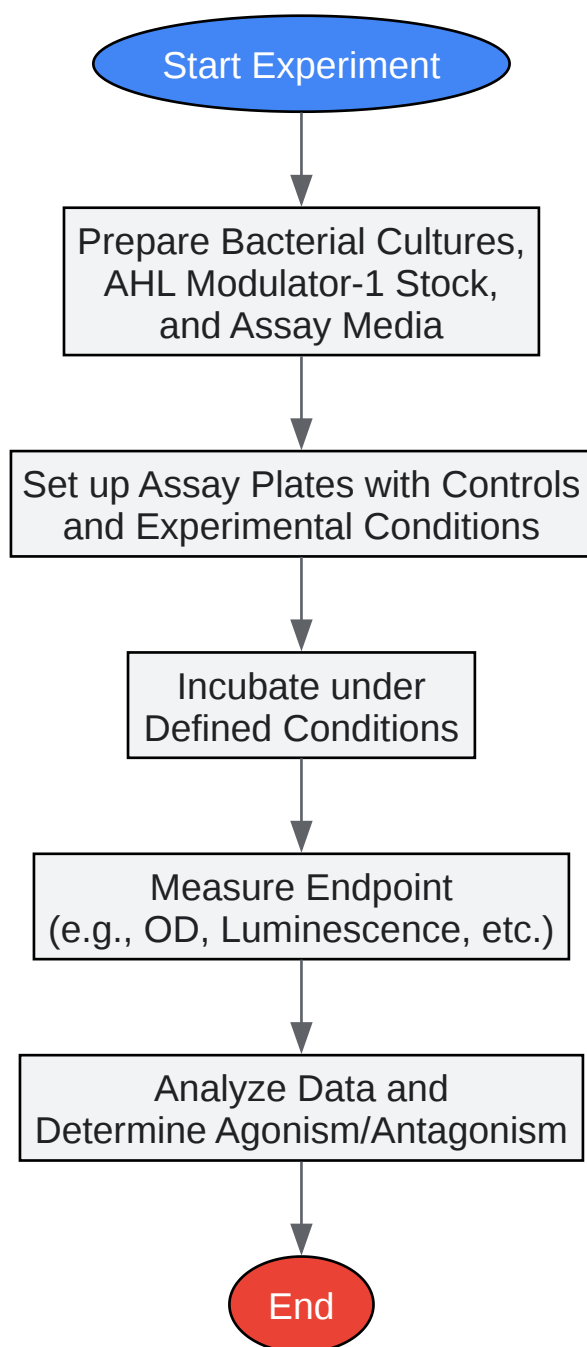 Start Experiment
Prepare Bacterial Cultures,
AHL Modulator-1 Stock,
and Assay Media
Set up Assay Plates with Controls
and Experimental Conditions
Incubate under
Defined Conditions
Measure Endpoint
(e.g., OD, Luminescence, etc.)
Analyze Data and
Determine Agonism/Antagonism
End